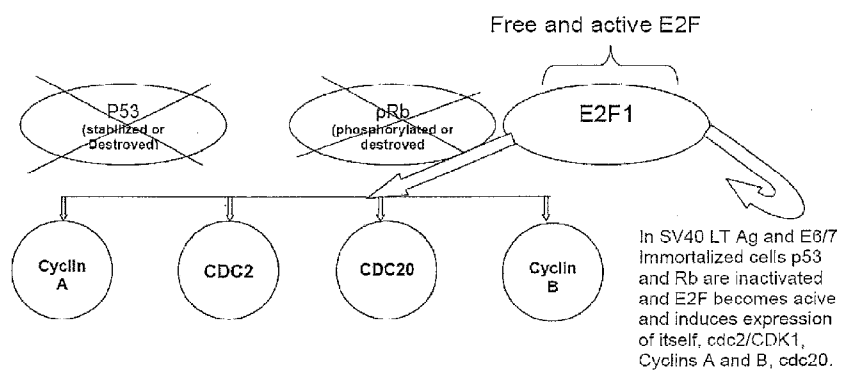 Free and active E2F
P53
(stabilized or
Destroved)
pRb
(phosphorylated or
destroved
E2F1
Cyclin
A
CDC2
CDC20
Cyclin
B
In SV40 LT Ag and E6/7
Immortalized cells p53
and Rb are inactivated
and E2F becomes acive
and induces expression
of itself, cdc2/CDK1,
Cyclins A and B, cdc20.